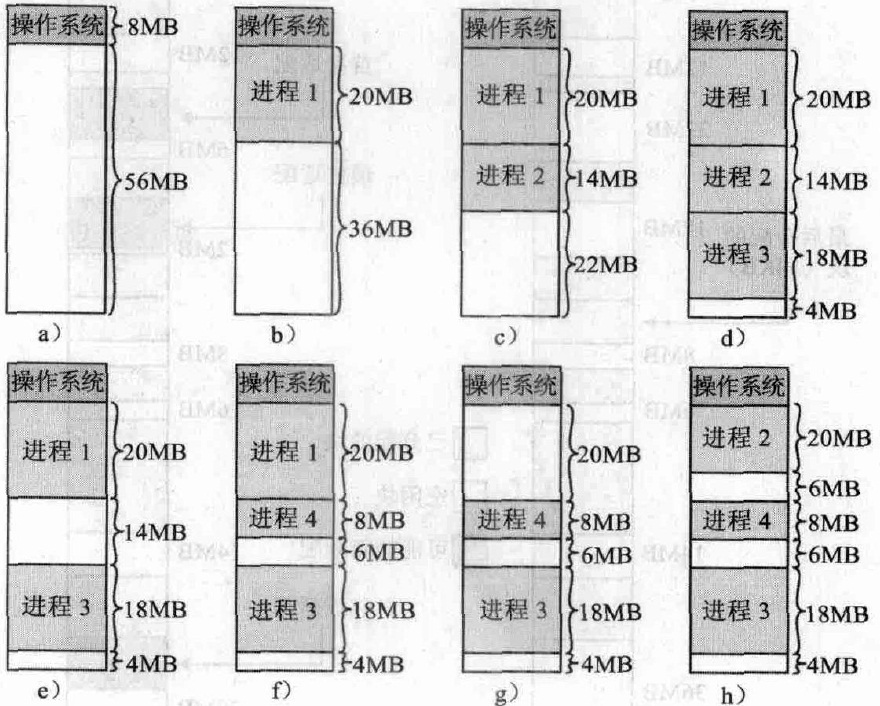 操作系统
8MB
56MB
a）
操作系统
进程 1
20MB
36MB
b）
操作系统
进程 1
20MB
进程 2
14MB
22MB
c）
操作系统
进程 1
20MB
进程 2
14MB
进程 3
18MB
4MB
d）
操作系统
进程 1
20MB
14MB
进程 3
18MB
4MB
e）
操作系统
进程 1
20MB
进程 4
8MB
6MB
进程 3
18MB
4MB
f）
操作系统
20MB
进程 4
8MB
6MB
进程 3
18MB
4MB
g）
操作系统
进程 2
20MB
6MB
进程 4
8MB
6MB
进程 3
18MB
4MB
h）